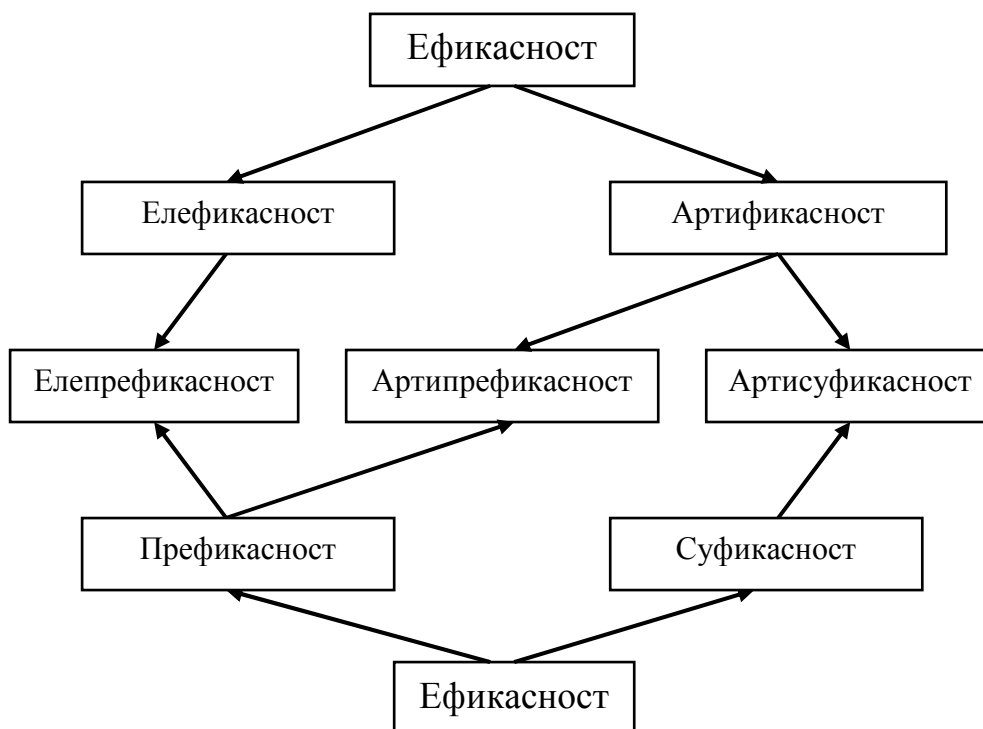 Ефикасност
Елефикасност
Артификасност
Елепрефикасност
Артипрефикасност
Артисуфикасност
Префикасност
Суфикасност
Ефикасност